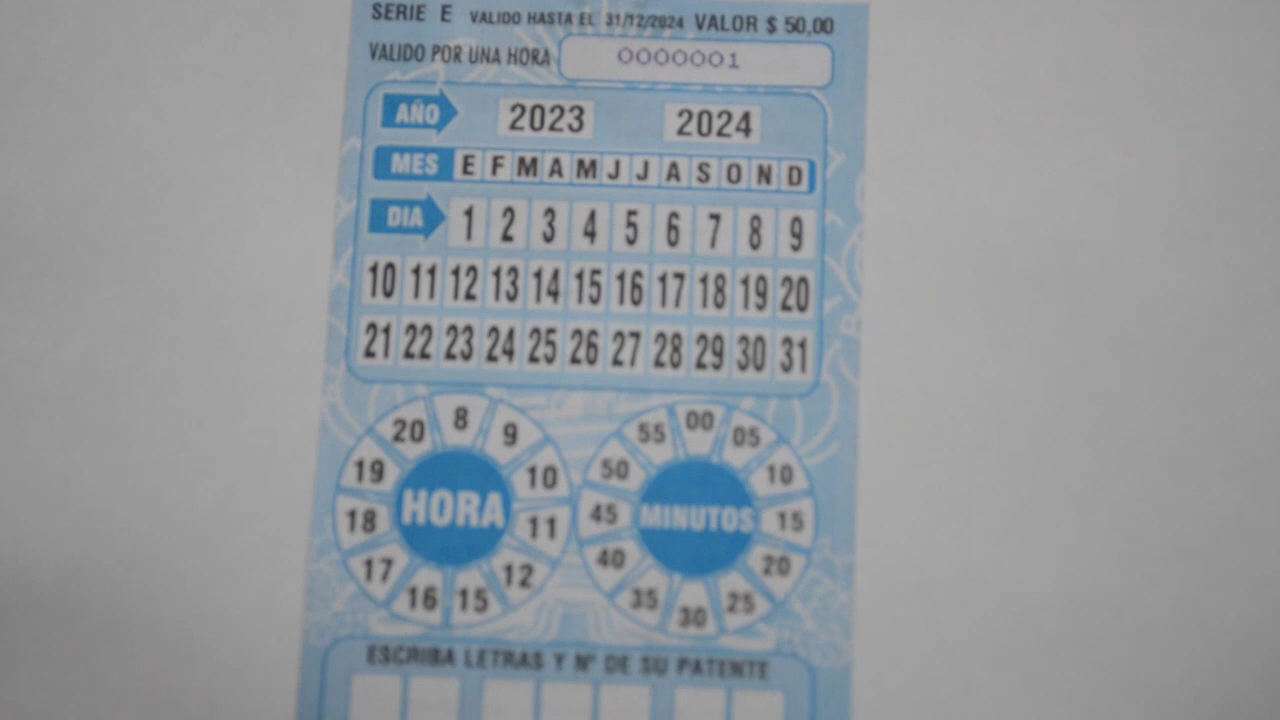 SERIE E VALIDO HASTA EL 31/12/2024 VALOR $ 50,00
VALIDO POR UNA HORA 0000001
AÑO 2023 2024
MES E F M A M J J A S O N D
DIA 1 2 3 4 5 6 7 8 9
10 11 12 13 14 15 16 17 18 19 20
21 22 23 24 25 26 27 28 29 30 31
HORA
8 9 10 11 12 15 16 17 18 19 20
MINUTOS
00 05 10 15 20 25 30 35 40 45 50 55
ESCRIBA LETRAS Y Nº DE SU PATENTE